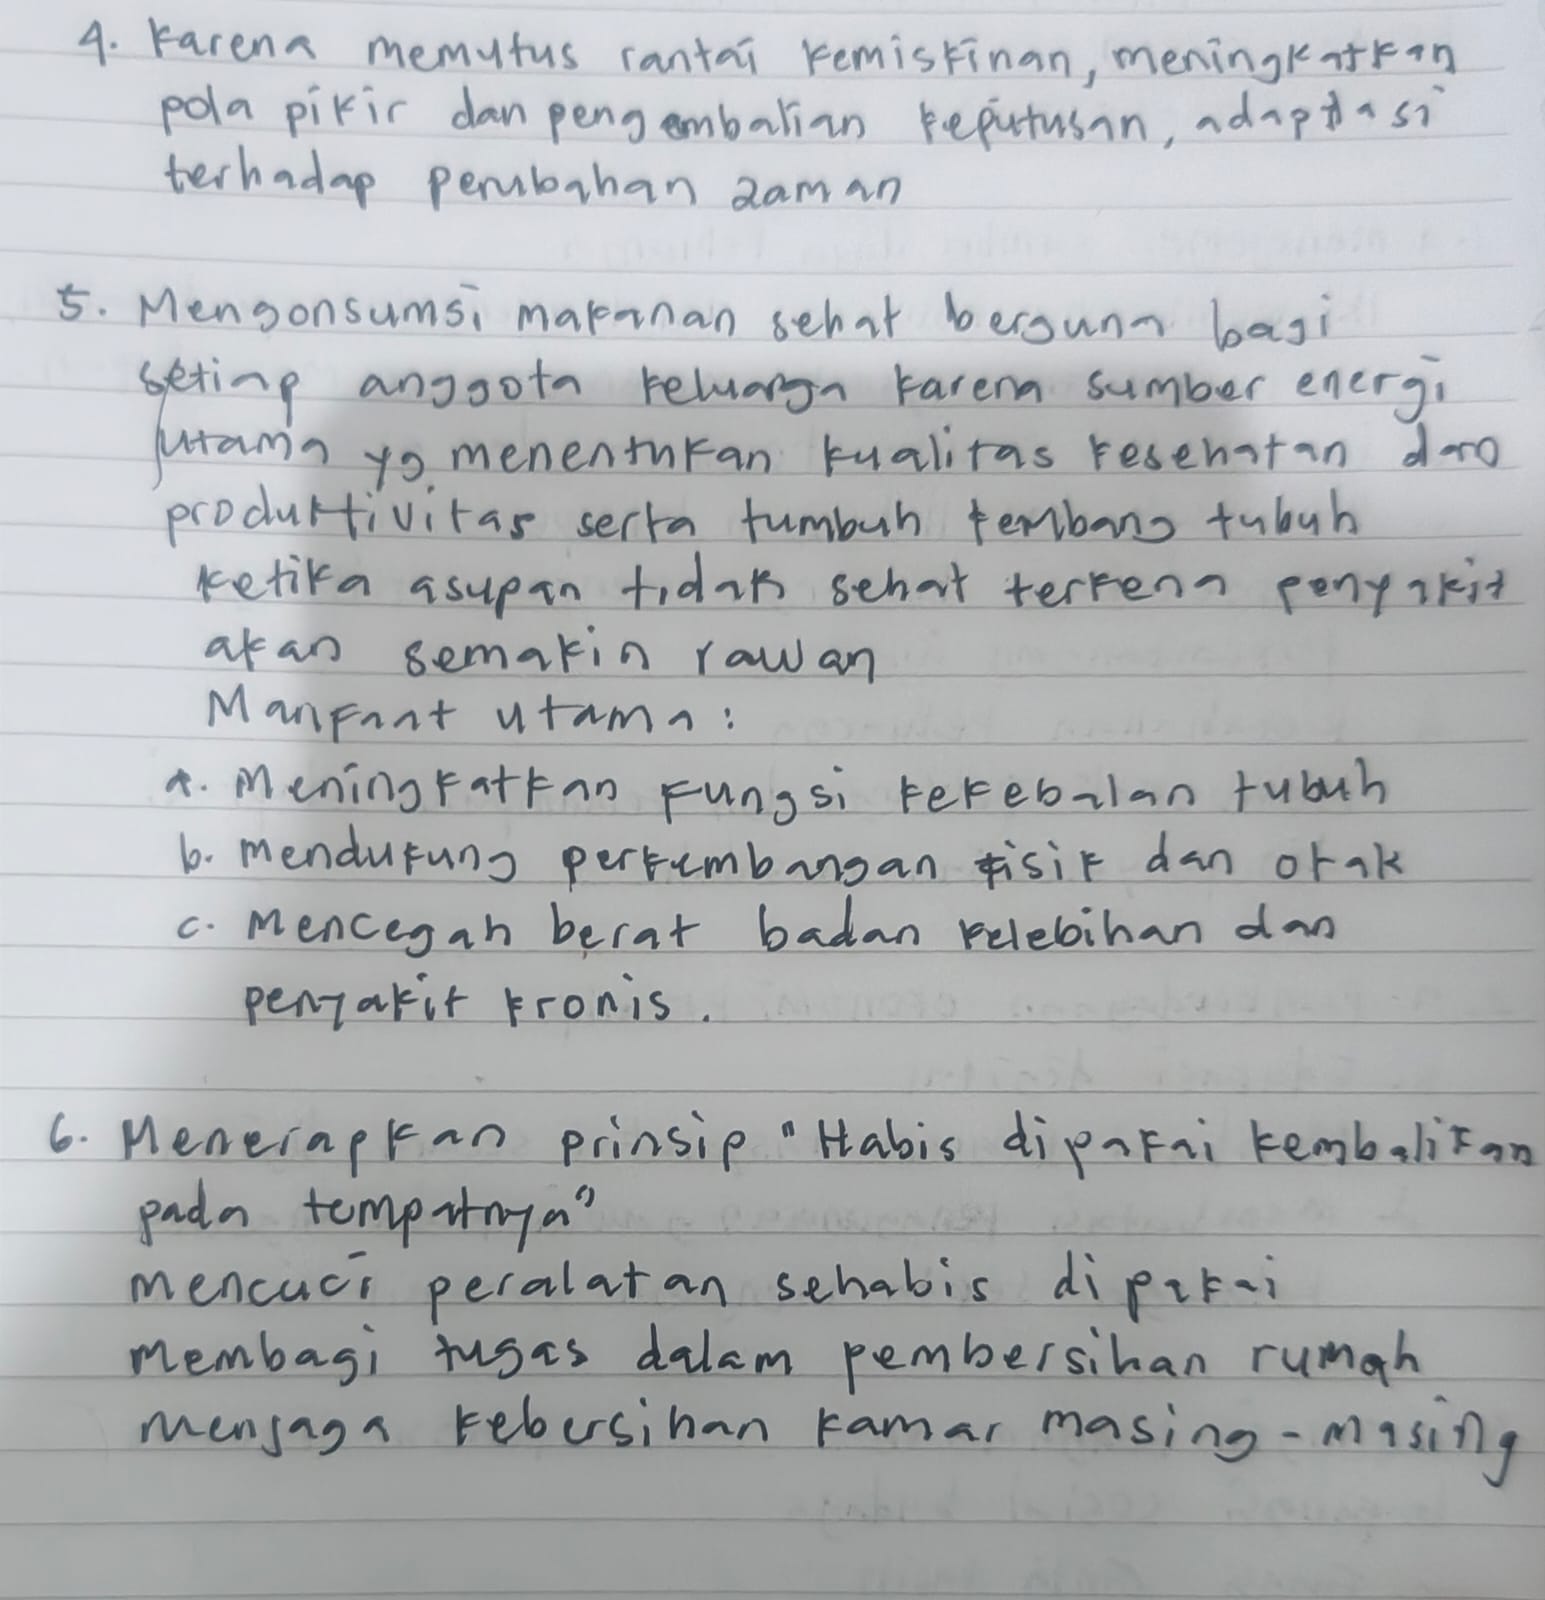 4. Karena memutus rantai kemiskinan, meningkatkan
pola pikir dan pengembalian keputusan, adaptasi
terhadap perubahan zaman
5. Mengonsumsi makanan sehat berguna bagi
setiap anggota keluarga karena sumber energi
utama yg menentukan kualitas kesehatan dan
produktivitas serta tumbuh kembang tubuh
ketika asupan tidak sehat terkena penyakit
akan semakin rawan
Manfaat utama:
a. Meningkatkan fungsi kekebalan tubuh
b. mendukung perkembangan fisik dan otak
c. Mencegah berat badan kelebihan dan
penyakit kronis.
6. Menerapkan prinsip "Habis dipakai kembalikan
pada tempatnya"
mencuci peralatan sehabis dipakai
membagi tugas dalam pembersihan rumah
menjaga kebersihan kamar masing-masing